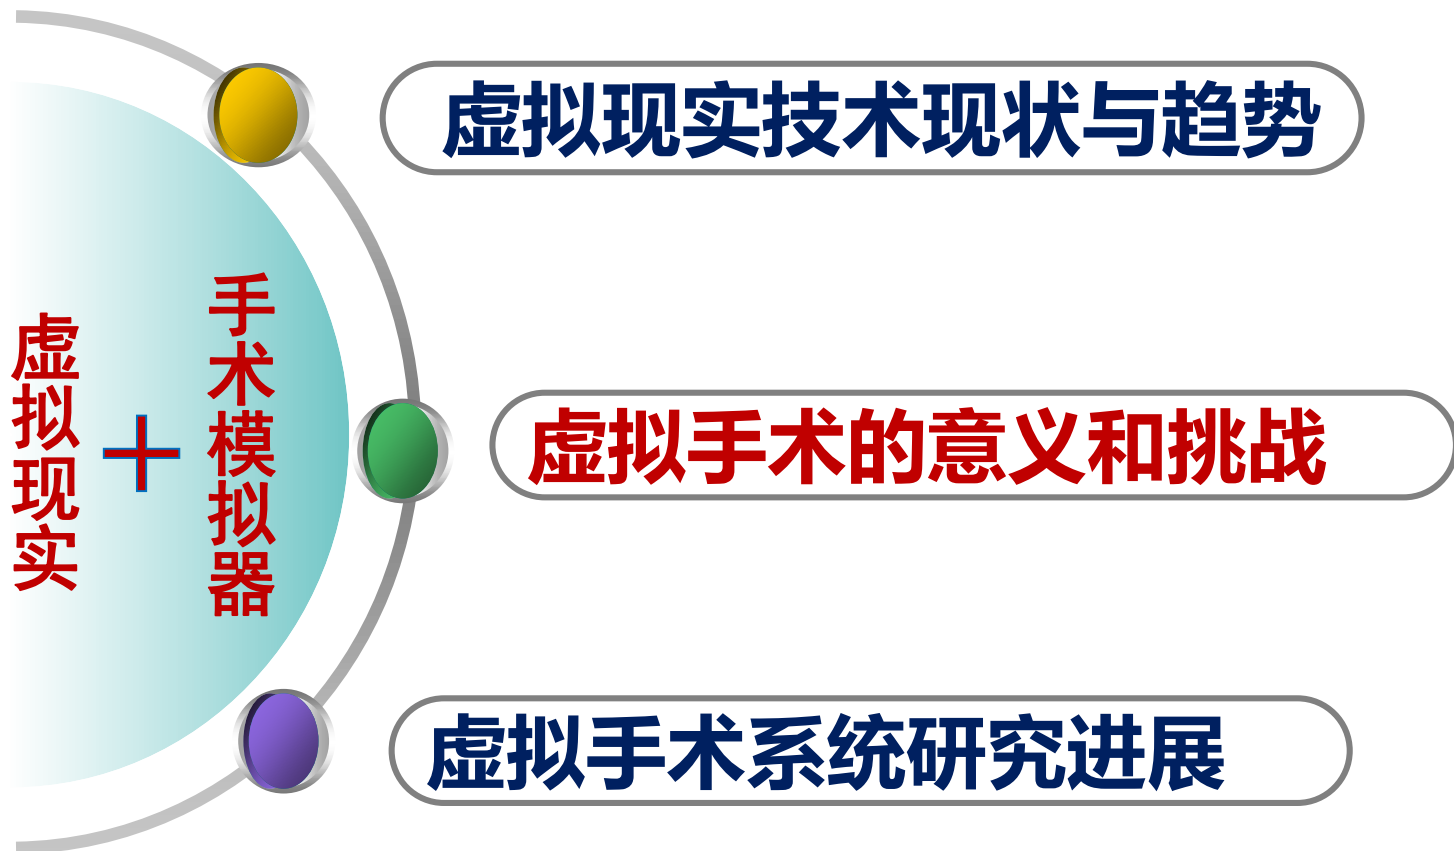 虚拟现实
+
手术模拟器
虚拟现实技术现状与趋势
虚拟手术的意义和挑战
虚拟手术系统研究进展